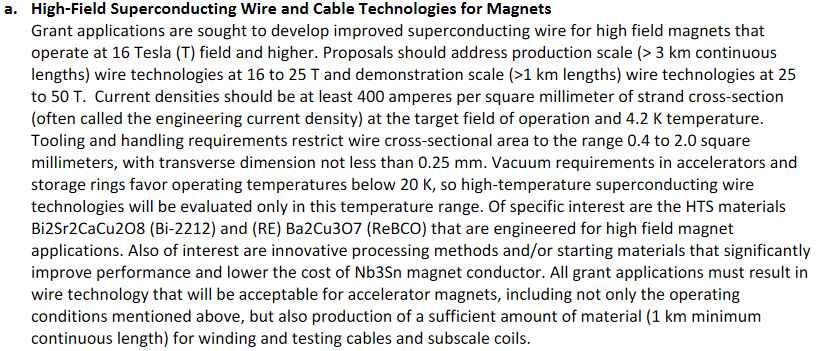 a. High-Field Superconducting Wire and Cable Technologies for Magnets
Grant applications are sought to develop improved superconducting wire for high field magnets that
operate at 16 Tesla (T) field and higher. Proposals should address production scale (> 3 km continuous
lengths) wire technologies at 16 to 25 T and demonstration scale (>1 km lengths) wire technologies at 25
to 50 T.  Current densities should be at least 400 amperes per square millimeter of strand cross-section
(often called the engineering current density) at the target field of operation and 4.2 K temperature.
Tooling and handling requirements restrict wire cross-sectional area to the range 0.4 to 2.0 square
millimeters, with transverse dimension not less than 0.25 mm. Vacuum requirements in accelerators and
storage rings favor operating temperatures below 20 K, so high-temperature superconducting wire
technologies will be evaluated only in this temperature range. Of specific interest are the HTS materials
Bi2Sr2CaCu2O8 (Bi-2212) and (RE) Ba2Cu3O7 (ReBCO) that are engineered for high field magnet
applications. Also of interest are innovative processing methods and/or starting materials that significantly
improve performance and lower the cost of Nb3Sn magnet conductor. All grant applications must result in
wire technology that will be acceptable for accelerator magnets, including not only the operating
conditions mentioned above, but also production of a sufficient amount of material (1 km minimum
continuous length) for winding and testing cables and subscale coils.